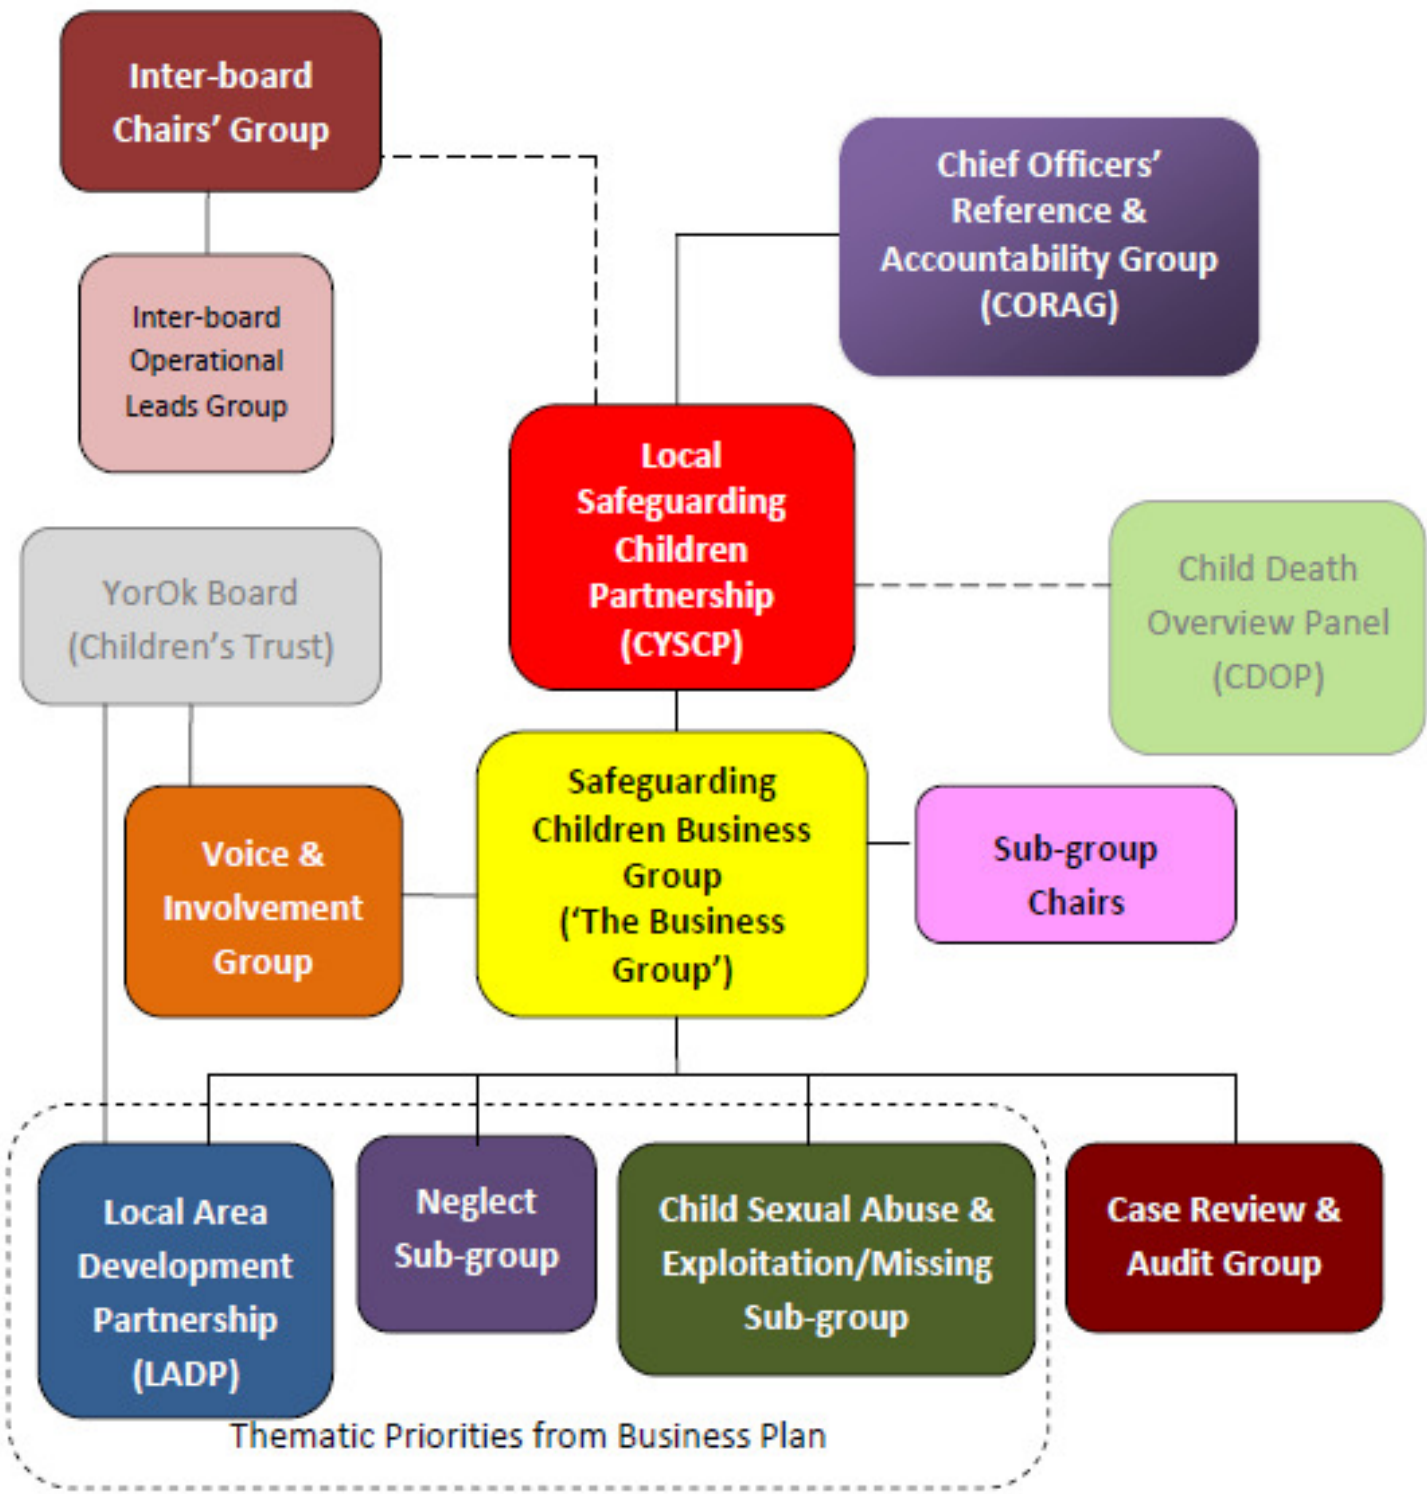 Inter-board
Chairs’ Group
Chief Officers’
Reference &
Accountability Group
(CORAG)
Inter-board
Operational
Leads Group
Local
Safeguarding
Children
Partnership
(CYSCP)
YorOk Board
(Children’s Trust)
Child Death
Overview Panel
(CDOP)
Safeguarding
Children Business
Group
(‘The Business
Group’)
Voice &
Involvement
Group
Sub-group
Chairs
Local Area
Development
Partnership
(LADP)
Neglect
Sub-group
Child Sexual Abuse &
Exploitation/Missing
Sub-group
Case Review &
Audit Group
Thematic Priorities from Business Plan